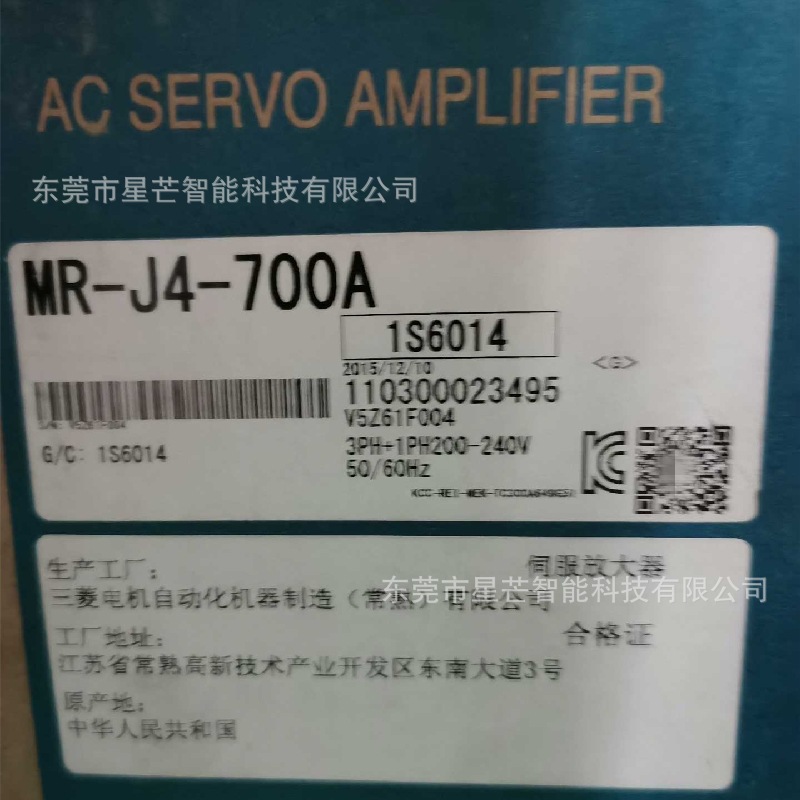 AC SERVO AMPLIFIER
东莞市星芒智能科技有限公司
MR-J4-700A
1S6014
2015/12/10
<G>
110300023495
V5Z61F004
S/N: V5Z61F004
G/C: 1S6014
3PH+1PH200-240V
50/60Hz
生产工厂:
伺服放大器
东莞市星芒智能科技有限公司
三菱电机自动化机器制造（常熟）有限公司
工厂地址:
合格证
江苏省常熟高新技术产业开发区东南大道3号
原产地:
中华人民共和国